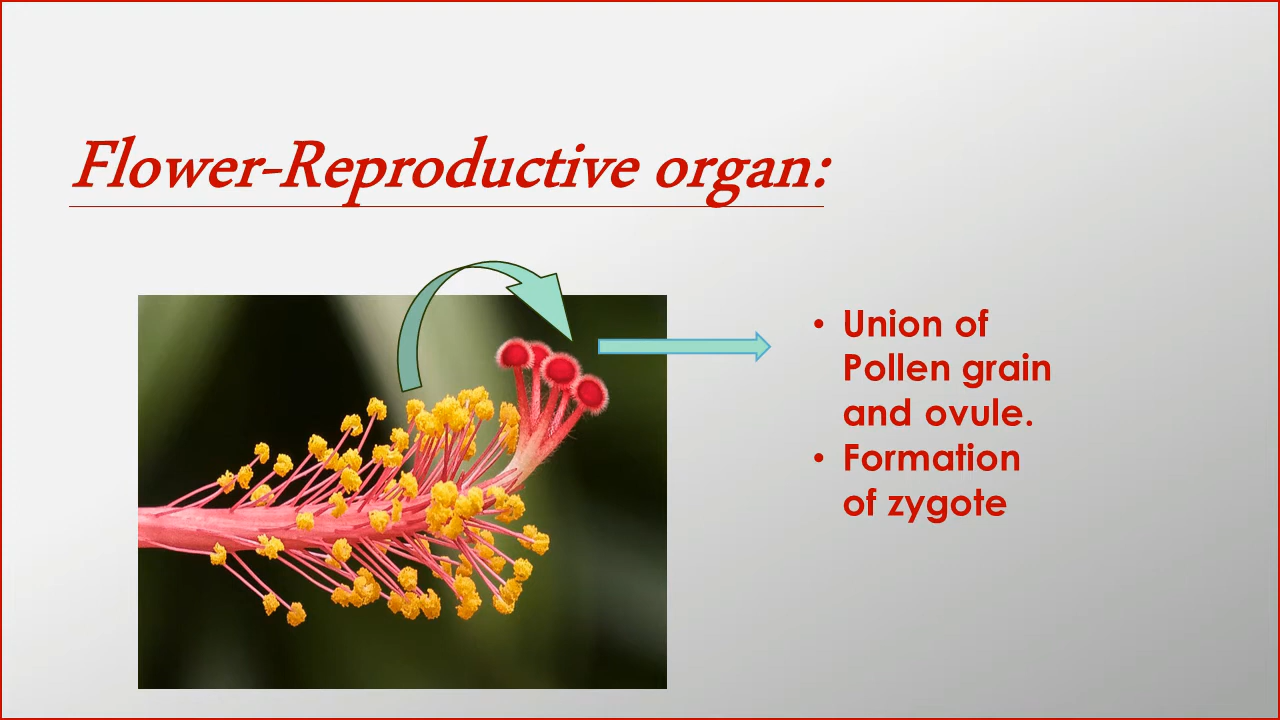 Flower-Reproductive organ:
• Union of
Pollen grain
and ovule.
• Formation
of zygote